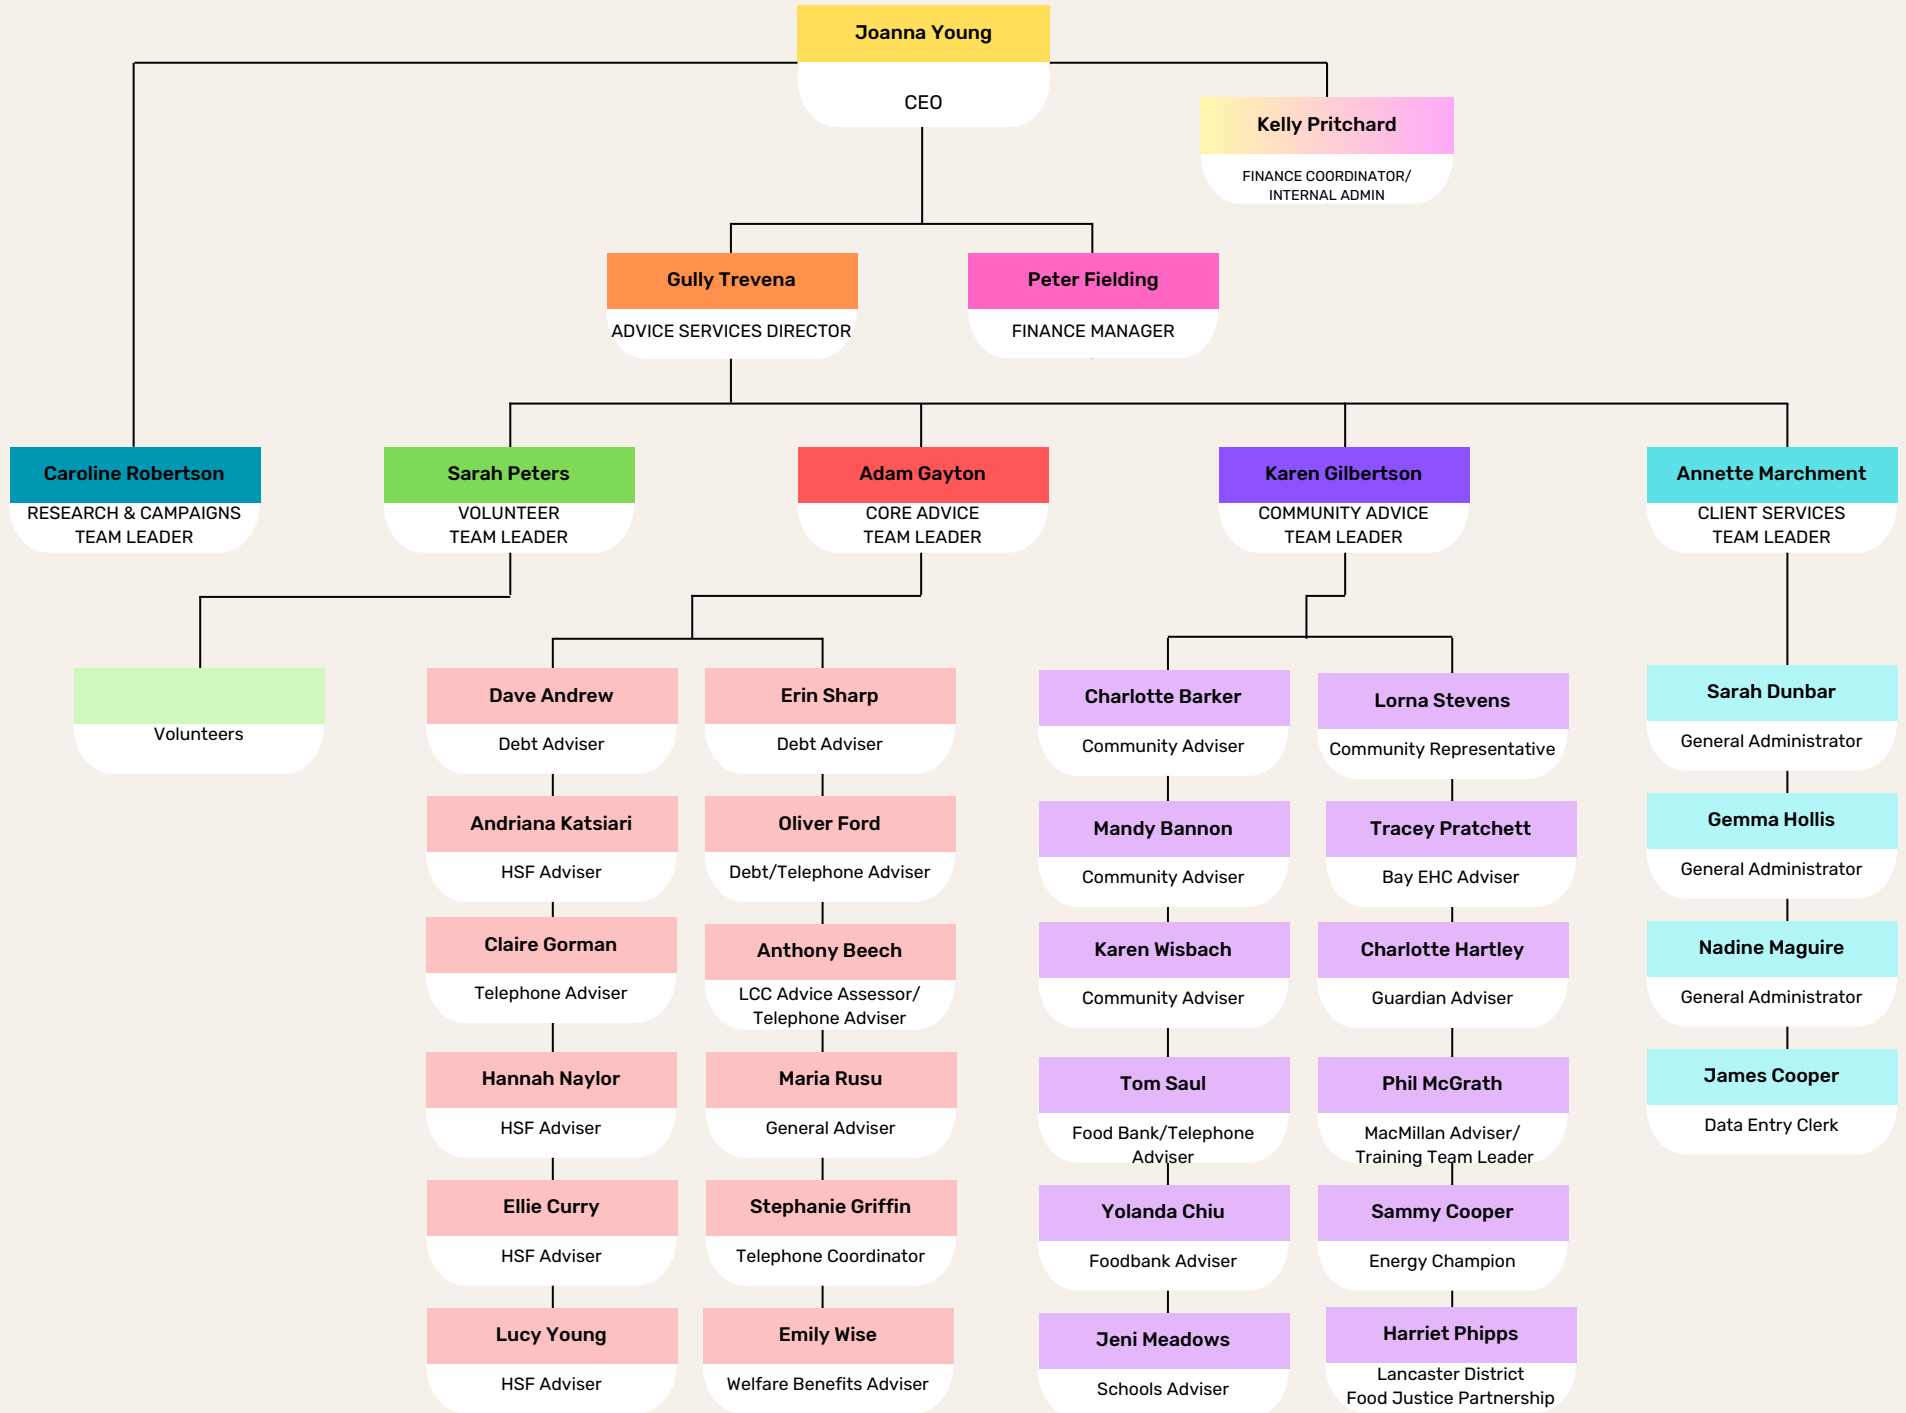 Joanna Young
CEO
Kelly Pritchard
FINANCE COORDINATOR/
INTERNAL ADMIN
Gully Trevena
ADVICE SERVICES DIRECTOR
Peter Fielding
FINANCE MANAGER
Caroline Robertson
RESEARCH & CAMPAIGNS
TEAM LEADER
Sarah Peters
VOLUNTEER
TEAM LEADER
Adam Gayton
CORE ADVICE
TEAM LEADER
Karen Gilbertson
COMMUNITY ADVICE
TEAM LEADER
Annette Marchment
CLIENT SERVICES
TEAM LEADER
Volunteers
Dave Andrew
Debt Adviser
Andriana Katsiari
HSF Adviser
Claire Gorman
Telephone Adviser
Hannah Naylor
HSF Adviser
Ellie Curry
HSF Adviser
Lucy Young
HSF Adviser
Erin Sharp
Debt Adviser
Oliver Ford
Debt/Telephone Adviser
Anthony Beech
LCC Advice Assessor/
Telephone Adviser
Maria Rusu
General Adviser
Stephanie Griffin
Telephone Coordinator
Emily Wise
Welfare Benefits Adviser
Charlotte Barker
Community Adviser
Mandy Bannon
Community Adviser
Karen Wisbach
Community Adviser
Tom Saul
Food Bank/Telephone
Adviser
Yolanda Chiu
Foodbank Adviser
Jeni Meadows
Schools Adviser
Lorna Stevens
Community Representative
Tracey Pratchett
Bay EHC Adviser
Charlotte Hartley
Guardian Adviser
Phil McGrath
MacMillan Adviser/
Training Team Leader
Sammy Cooper
Energy Champion
Harriet Phipps
Lancaster District
Food Justice Partnership
Sarah Dunbar
General Administrator
Gemma Hollis
General Administrator
Nadine Maguire
General Administrator
James Cooper
Data Entry Clerk